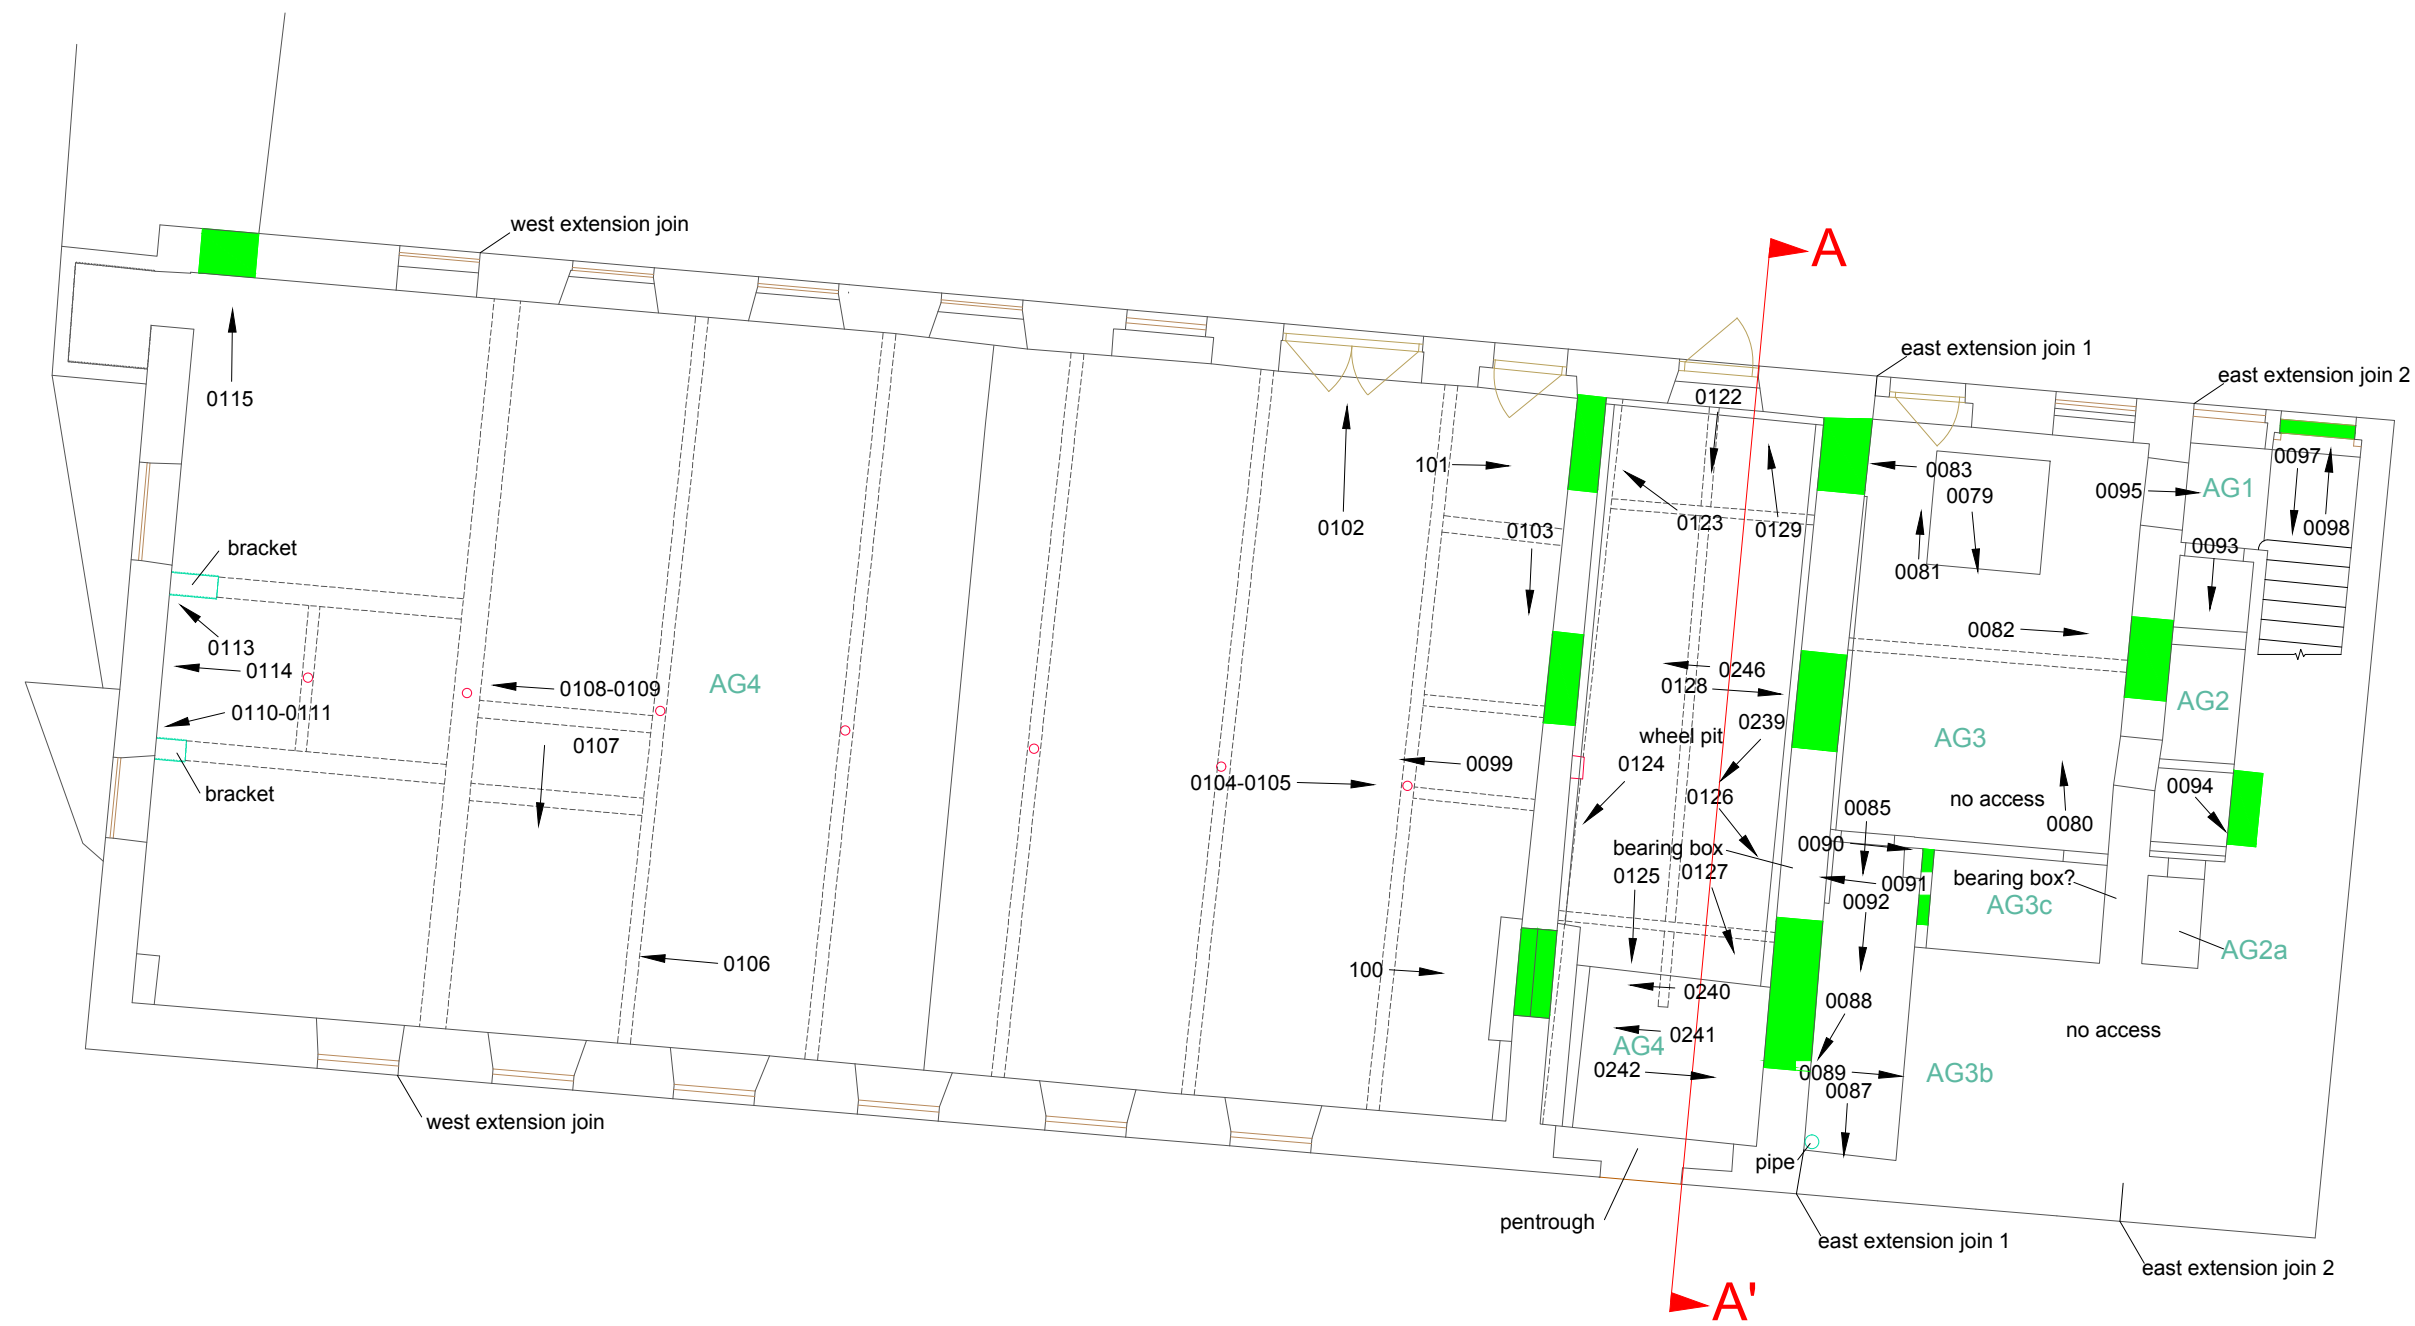 west extension join
A
east extension join 1
east extension join 2
0115
0122
101
0083
0097
0079
0095
AG1
0102
0103
0123
0129
0098
bracket
0093
0081
0082
0113
0114
0108-0109
AG4
0246
0128
AG2
0110-0111
0239
wheel pit
AG3
0107
0099
0124
0104-0105
0094
bracket
0126
no access
0085
0080
0090
bearing box
0125
0127
0091
bearing box?
0092
AG3c
AG2a
0106
100
0240
0088
0241
no access
AG4
0242
0089
AG3b
0087
west extension join
pipe
pentrough
east extension join 1
east extension join 2
A'